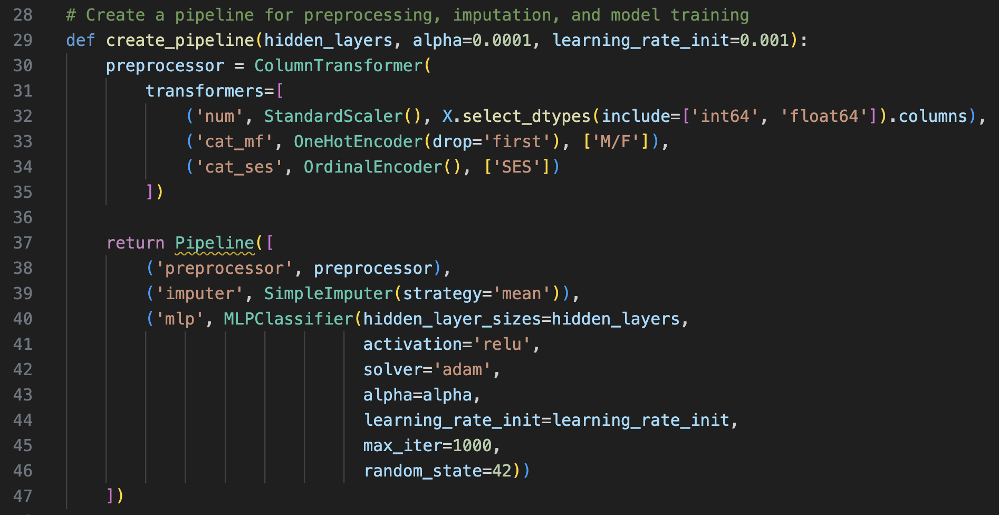 28 # Create a pipeline for preprocessing, imputation, and model training
29 def create_pipeline(hidden_layers, alpha=0.0001, learning_rate_init=0.001):
30     preprocessor = ColumnTransformer(
31         transformers=[
32             ('num', StandardScaler(), X.select_dtypes(include=['int64', 'float64']).columns),
33             ('cat_mf', OneHotEncoder(drop='first'), ['M/F']),
34             ('cat_ses', OrdinalEncoder(), ['SES'])
35         ])
36
37     return Pipeline([
38         ('preprocessor', preprocessor),
39         ('imputer', SimpleImputer(strategy='mean')),
40         ('mlp', MLPClassifier(hidden_layer_sizes=hidden_layers,
41                               activation='relu',
42                               solver='adam',
43                               alpha=alpha,
44                               learning_rate_init=learning_rate_init,
45                               max_iter=1000,
46                               random_state=42))
47     ])